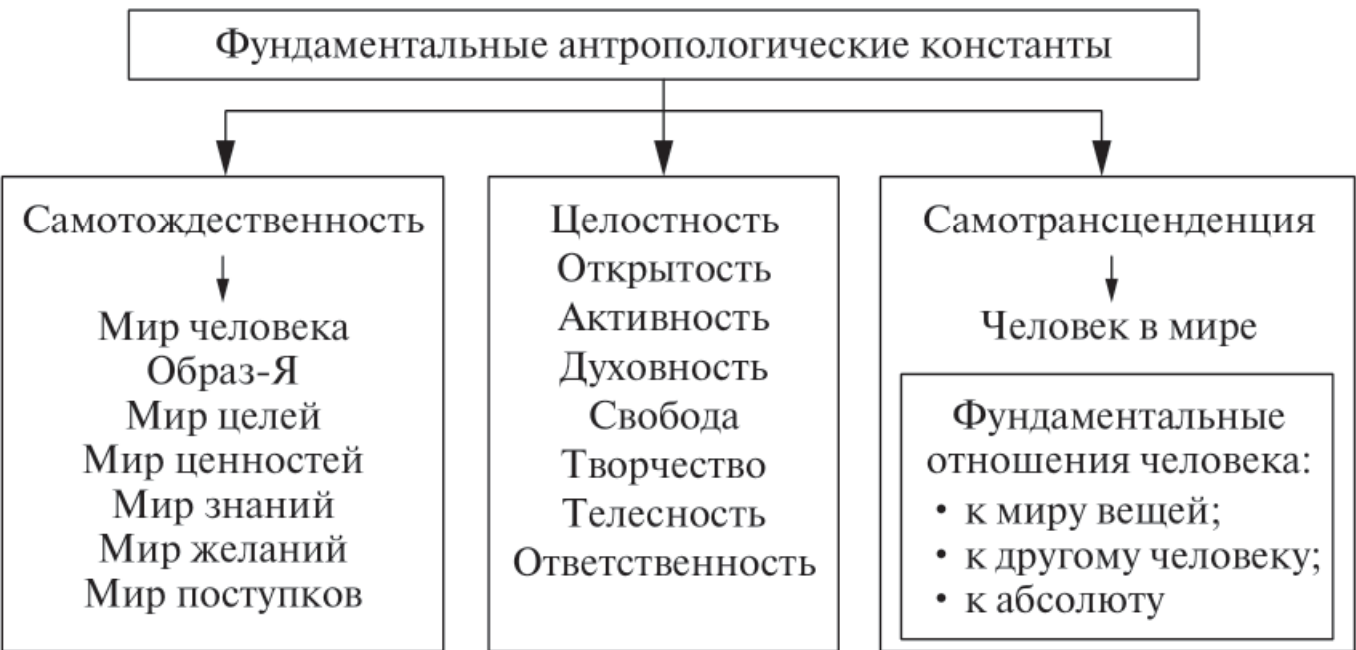 Фундаментальные антропологические константы
Самотождественность
Мир человека
Образ-Я
Мир целей
Мир ценностей
Мир знаний
Мир желаний
Мир поступков
Целостность
Открытость
Активность
Духовность
Свобода
Творчество
Телесность
Ответственность
Самотрансценденция
Человек в мире
Фундаментальные
отношения человека:
• к миру вещей;
• к другому человеку;
• к абсолюту